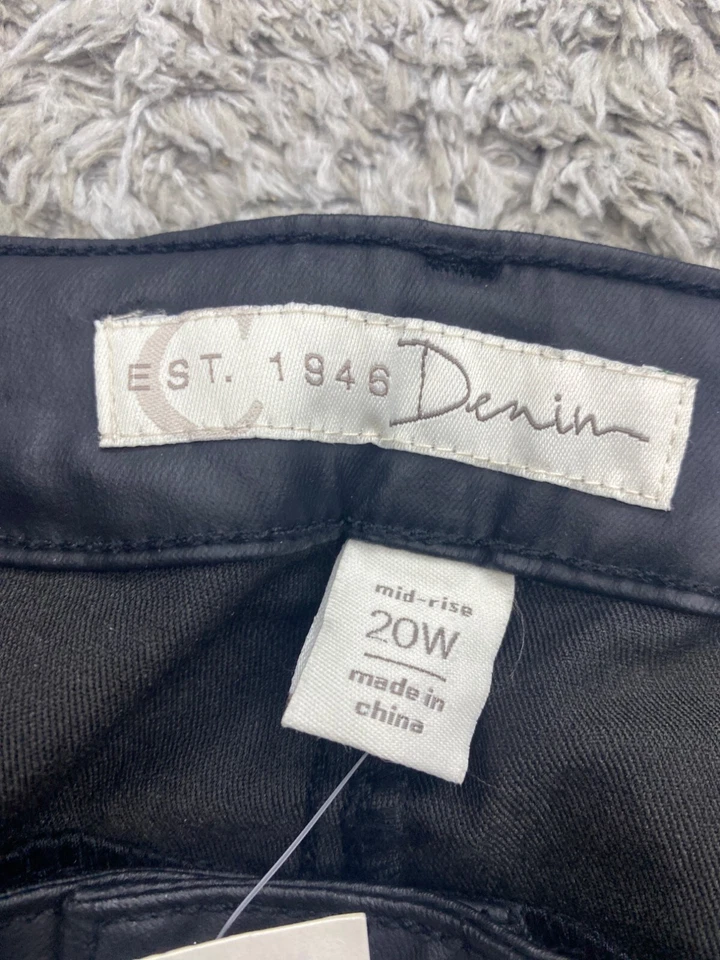 C
EST. 1946 Denim
mid-rise
20W
made in
china